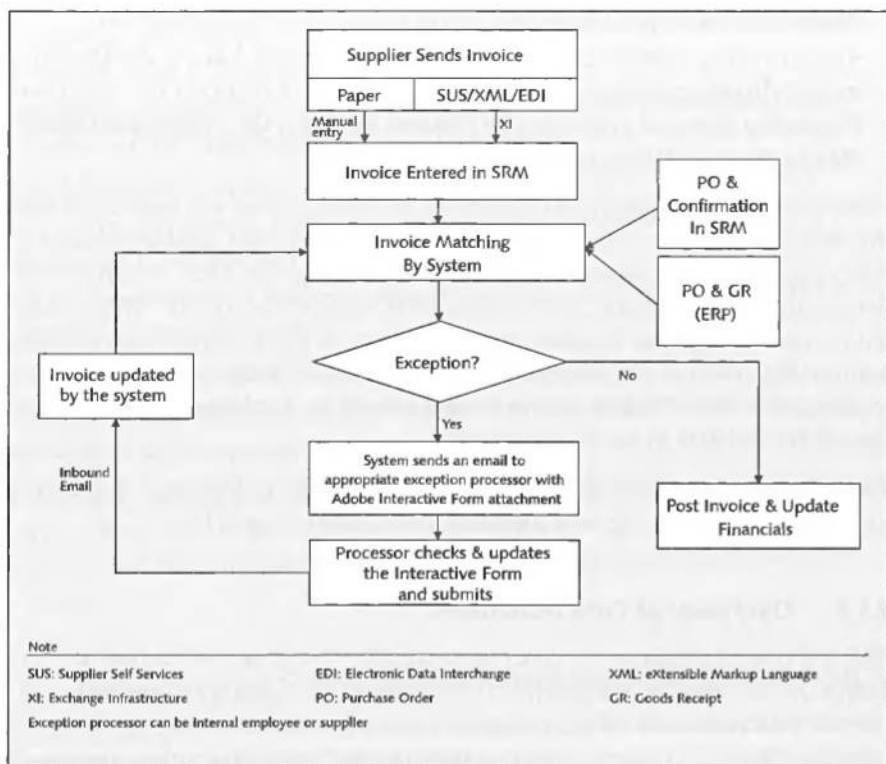 Supplier Sends Invoice
Paper
SUS/XML/EDI
Manual
entry
XI
Invoice Entered in SRM
PO &
Confirmation
In SRM
Invoice Matching
By System
PO & GR
(ERP)
Exception?
No
Invoice updated
by the system
Yes
Inbound
Email
System sends an email to
appropriate exception processor with
Adobe Interactive Form attachment
Post Invoice & Update
Financials
Processor checks & updates
the Interactive Form
and submits
Note
SUS: Supplier Self Services
EDI: Electronic Data Interchange
XML: eXtensible Markup Language
XI: Exchange Infrastructure
PO: Purchase Order
GR: Goods Receipt
Exception processor can be internal employee or supplier